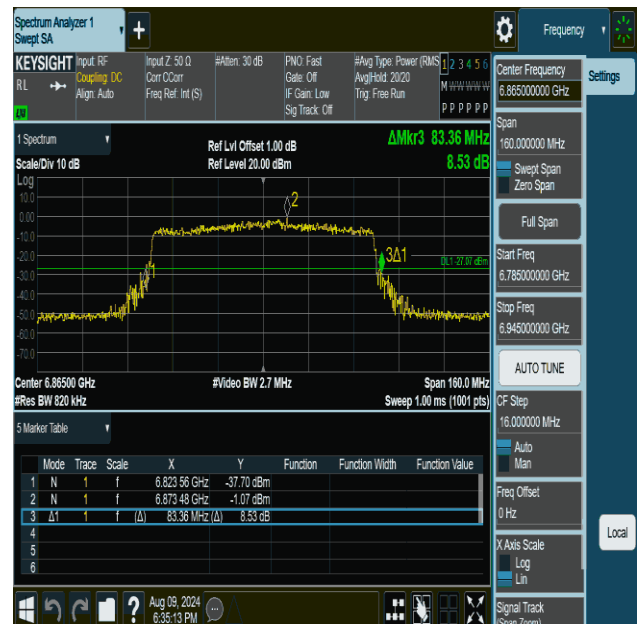 Spectrum Analyzer 1
Swept SA
+
Frequency
KEYSIGHT Input: RF Input Z: 50 Ω #Atten: 30 dB PNO: Fast #Avg Type: Power (RMS 1 2 3 4 5 6
RL Coupling: DC Corr CCorr Gate: Off Avg|Hold: 20/20 M W W W W W
Align: Auto Freq Ref: Int (S) IF Gain: Low Trig: Free Run
Sig Track: Off P P P P P P
Center Frequency
6.865000000 GHz
Settings
Span
160.000000 MHz
Swept Span
Zero Span
Full Span
Start Freq
6.785000000 GHz
Stop Freq
6.945000000 GHz
AUTO TUNE
CF Step
16.000000 MHz
Auto
Man
Freq Offset
0 Hz
X Axis Scale
Log
Lin
Signal Track
(Span Zoom)
Local
1 Spectrum
Scale/Div 10 dB
Ref Lvl Offset 1.00 dB
Ref Level 20.00 dBm
ΔMkr3 83.36 MHz
8.53 dB
Log
10.0
0.00
-10.0
-20.0
-30.0
-40.0
-50.0
-60.0
-70.0
2
3Δ1
DL1 -27.07 dBm
Center 6.86500 GHz #Video BW 2.7 MHz Span 160.0 MHz
#Res BW 820 kHz Sweep 1.00 ms (1001 pts)
5 Marker Table
Mode Trace Scale X Y Function Function Width Function Value
1 N 1 f 6.823 56 GHz -37.70 dBm
2 N 1 f 6.873 48 GHz -1.07 dBm
3 Δ1 1 f (Δ) 83.36 MHz (Δ) 8.53 dB
4
5
6
?
Aug 09, 2024
6:35:13 PM